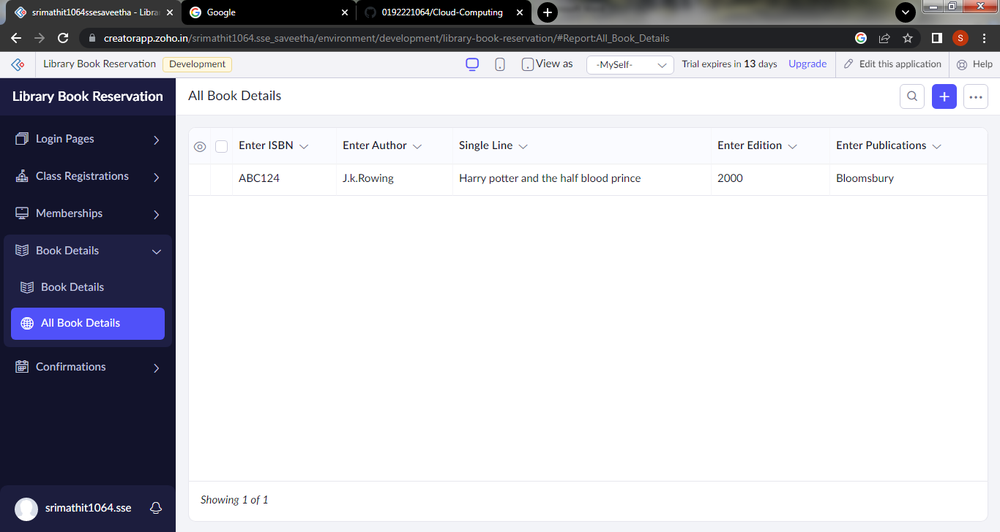 srimathit1064ssesaveetha - Libra
Google
0192221064/Cloud-Computing
creatorapp.zoho.in/srimathit1064.sse_saveetha/environment/development/library-book-reservation/#Report:All_Book_Details
S
Library Book Reservation
Development
View as
-MySelf-
Trial expires in 13 days
Upgrade
Edit this application
Help
Library Book Reservation
Login Pages
Class Registrations
Memberships
Book Details
Book Details
All Book Details
Confirmations
srimathit1064.sse
All Book Details
Enter ISBN Enter Author Single Line Enter Edition Enter Publications
ABC124 J.k.Rowing Harry potter and the half blood prince 2000 Bloomsbury
Showing 1 of 1